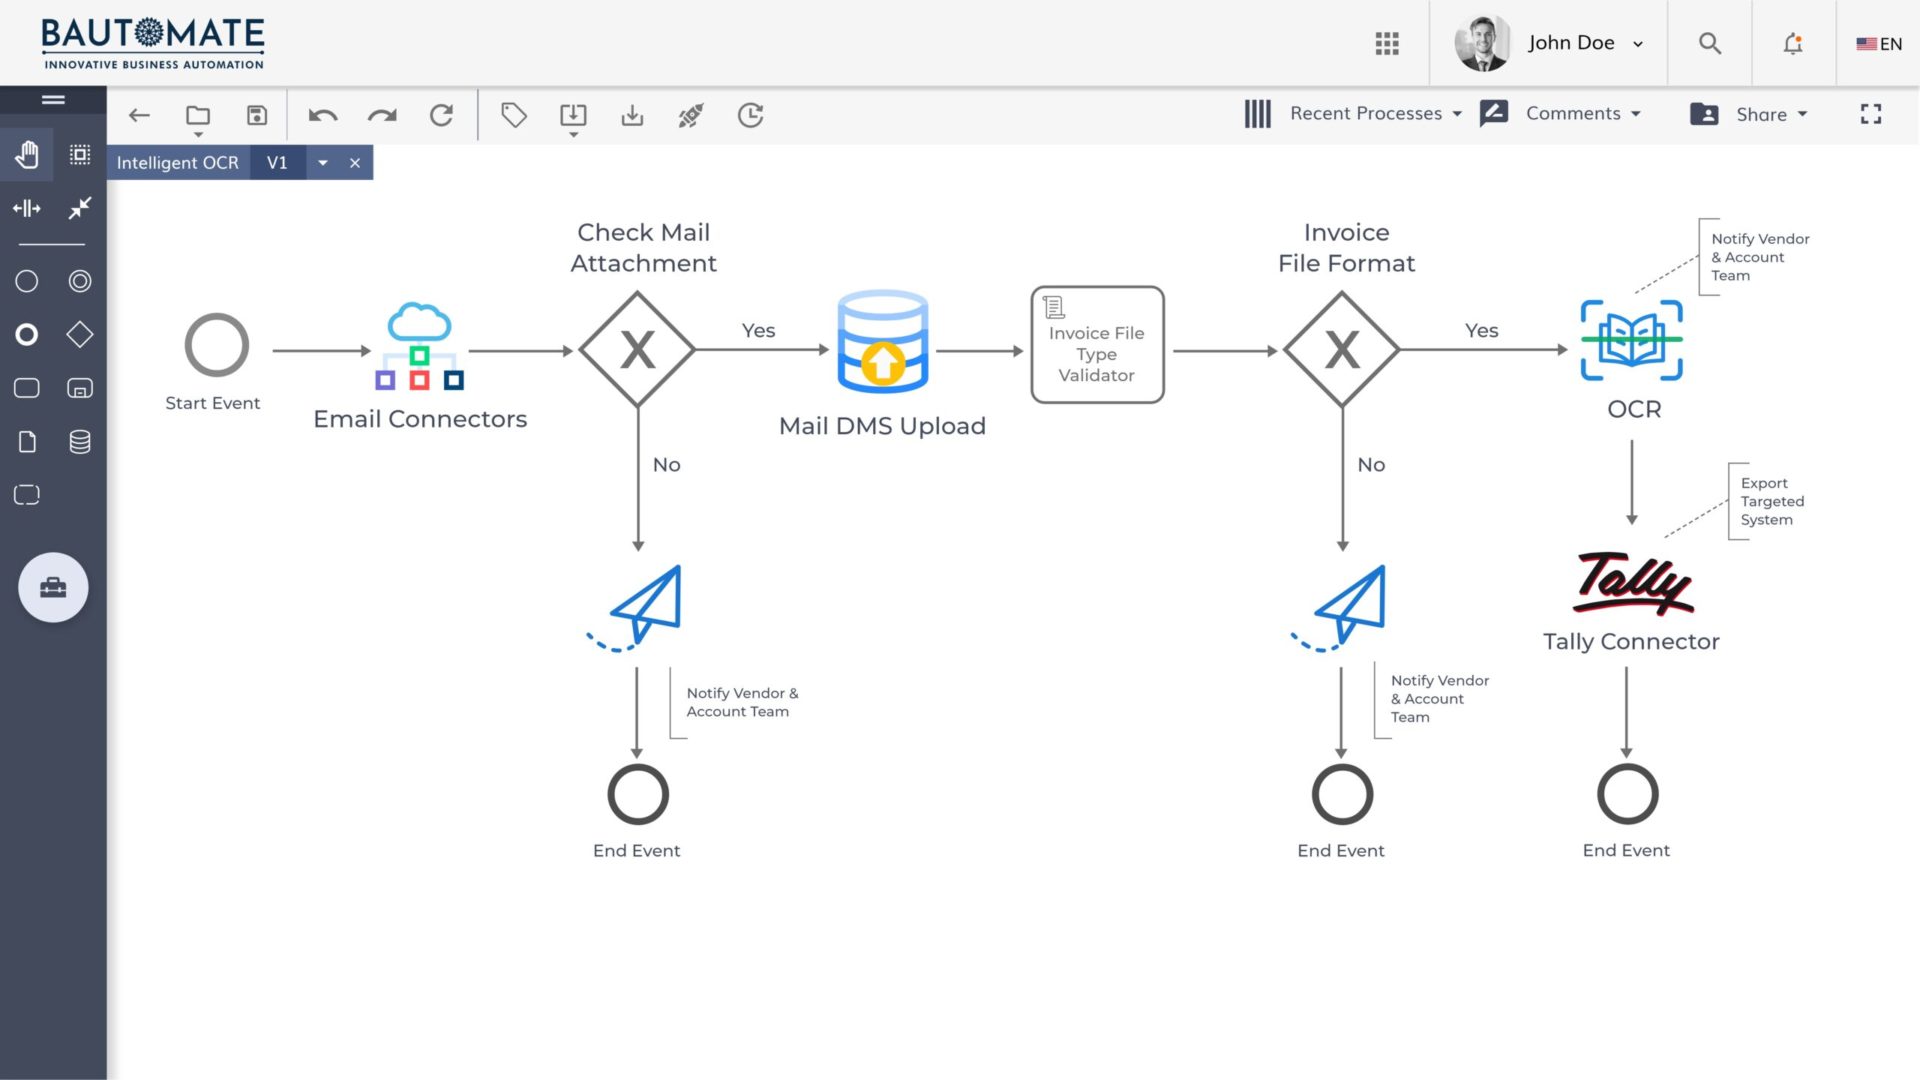 BAUTOMATE
INNOVATIVE BUSINESS AUTOMATION
John Doe
EN
Recent Processes
Comments
Share
Intelligent OCR
V1
Check Mail
Attachment
Invoice
File Format
Notify Vendor
& Account
Team
Start Event
Email Connectors
X
Yes
Mail DMS Upload
Invoice File
Type
Validator
X
Yes
OCR
No
No
Export
Targeted
System
Tally
Tally Connector
Notify Vendor &
Account Team
Notify Vendor
& Account
Team
End Event
End Event
End Event